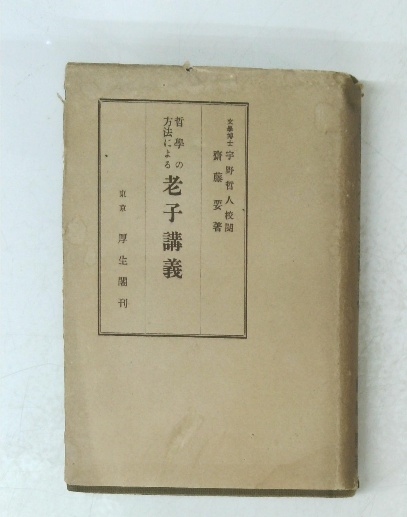 文學博士 宇野哲人校閲
齋藤要著
哲學の
方法による
老子講義
東京 厚生閣刊